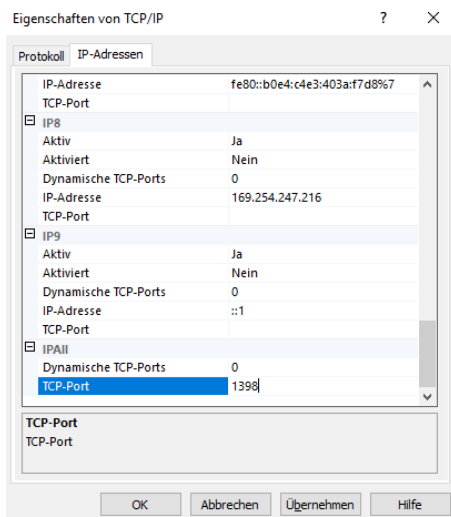 Eigenschaften von TCP/IP ? ×
Protokoll IP-Adressen
IP-Adresse fe80::b0e4:c4e3:403a:f7d8%7
TCP-Port
IP8
Aktiv Ja
Aktiviert Nein
Dynamische TCP-Ports 0
IP-Adresse 169.254.247.216
TCP-Port
IP9
Aktiv Ja
Aktiviert Nein
Dynamische TCP-Ports 0
IP-Adresse ::1
TCP-Port
IPAll
Dynamische TCP-Ports 0
TCP-Port 1398
TCP-Port
TCP-Port
OK Abbrechen Übernehmen Hilfe